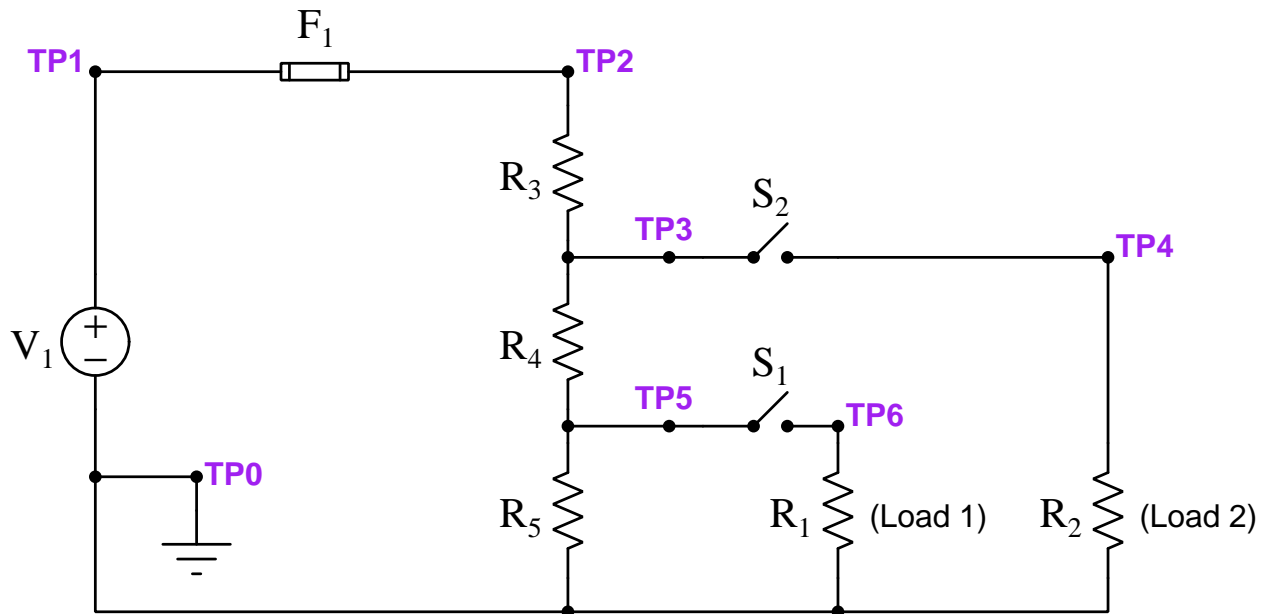 F1
TP1
TP2
R3
TP3
S2
TP4
V1
+
−
R4
TP5
S1
TP6
TP0
R5
R1
(Load 1)
R2
(Load 2)